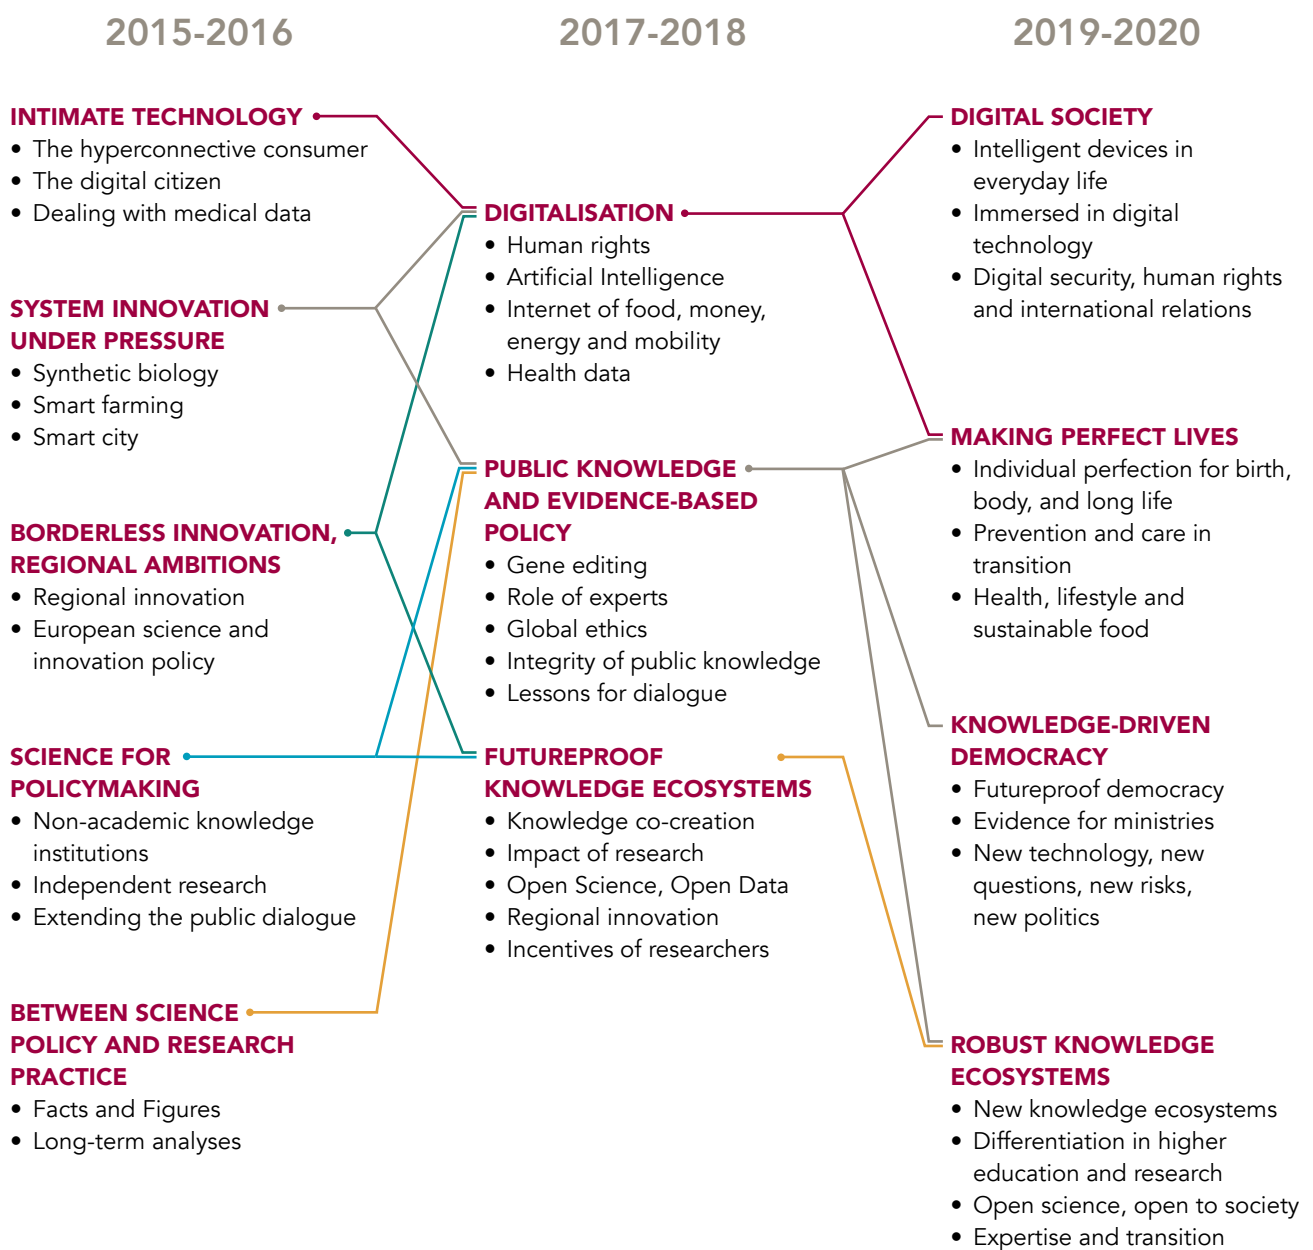 2015-2016
INTIMATE TECHNOLOGY
• The hyperconnective consumer
• The digital citizen
• Dealing with medical data
SYSTEM INNOVATION
UNDER PRESSURE
• Synthetic biology
• Smart farming
• Smart city
BORDERLESS INNOVATION,
REGIONAL AMBITIONS
• Regional innovation
• European science and
innovation policy
SCIENCE FOR
POLICYMAKING
• Non-academic knowledge
institutions
• Independent research
• Extending the public dialogue
BETWEEN SCIENCE
POLICY AND RESEARCH
PRACTICE
• Facts and Figures
• Long-term analyses
2017-2018
DIGITALISATION
• Human rights
• Artificial Intelligence
• Internet of food, money,
energy and mobility
• Health data
PUBLIC KNOWLEDGE
AND EVIDENCE-BASED
POLICY
• Gene editing
• Role of experts
• Global ethics
• Integrity of public knowledge
• Lessons for dialogue
FUTUREPROOF
KNOWLEDGE ECOSYSTEMS
• Knowledge co-creation
• Impact of research
• Open Science, Open Data
• Regional innovation
• Incentives of researchers
2019-2020
DIGITAL SOCIETY
• Intelligent devices in
everyday life
• Immersed in digital
technology
• Digital security, human rights
and international relations
MAKING PERFECT LIVES
• Individual perfection for birth,
body, and long life
• Prevention and care in
transition
• Health, lifestyle and
sustainable food
KNOWLEDGE-DRIVEN
DEMOCRACY
• Futureproof democracy
• Evidence for ministries
• New technology, new
questions, new risks,
new politics
ROBUST KNOWLEDGE
ECOSYSTEMS
• New knowledge ecosystems
• Differentiation in higher
education and research
• Open science, open to society
• Expertise and transition